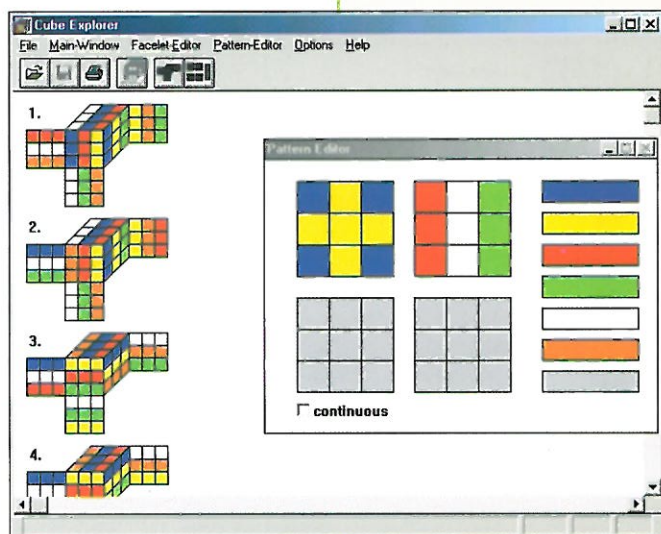 Cube Explorer
File Main-Window Facelet-Editor Pattern-Editor Options Help
1.
Pattern Editor
2.
3.
4.
continuous